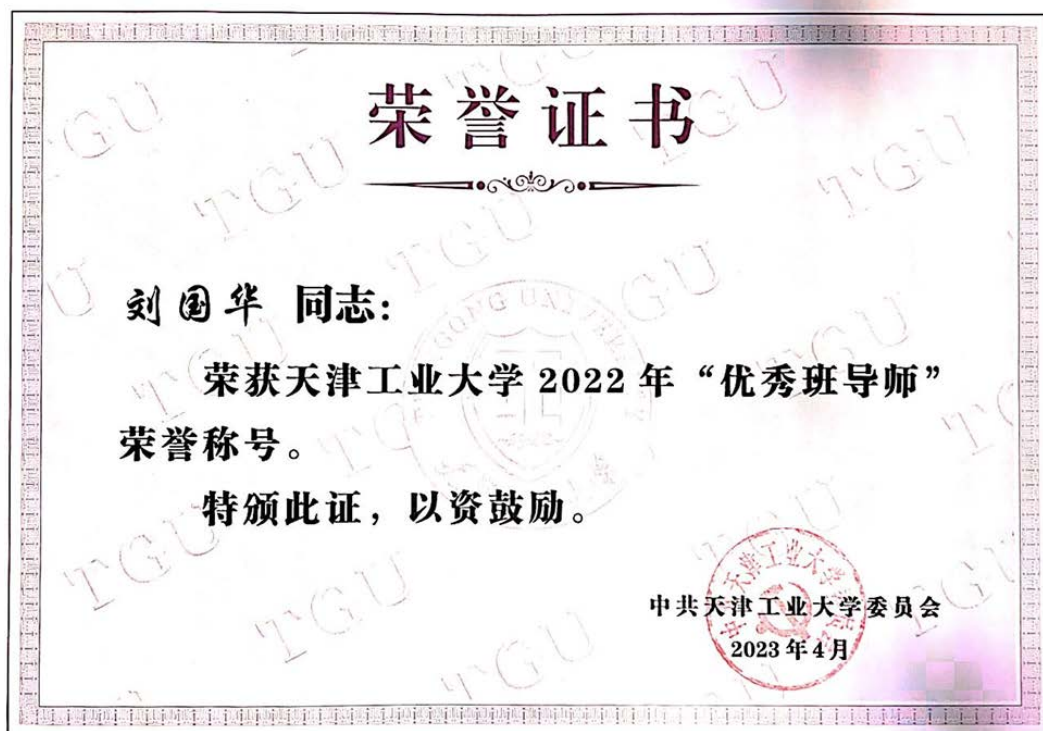 荣誉证书
刘国华 同志：
荣获天津工业大学 2022 年“优秀班导师”
荣誉称号。
特颁此证，以资鼓励。
中共天津工业大学委员会
2023 年 4 月
TGU